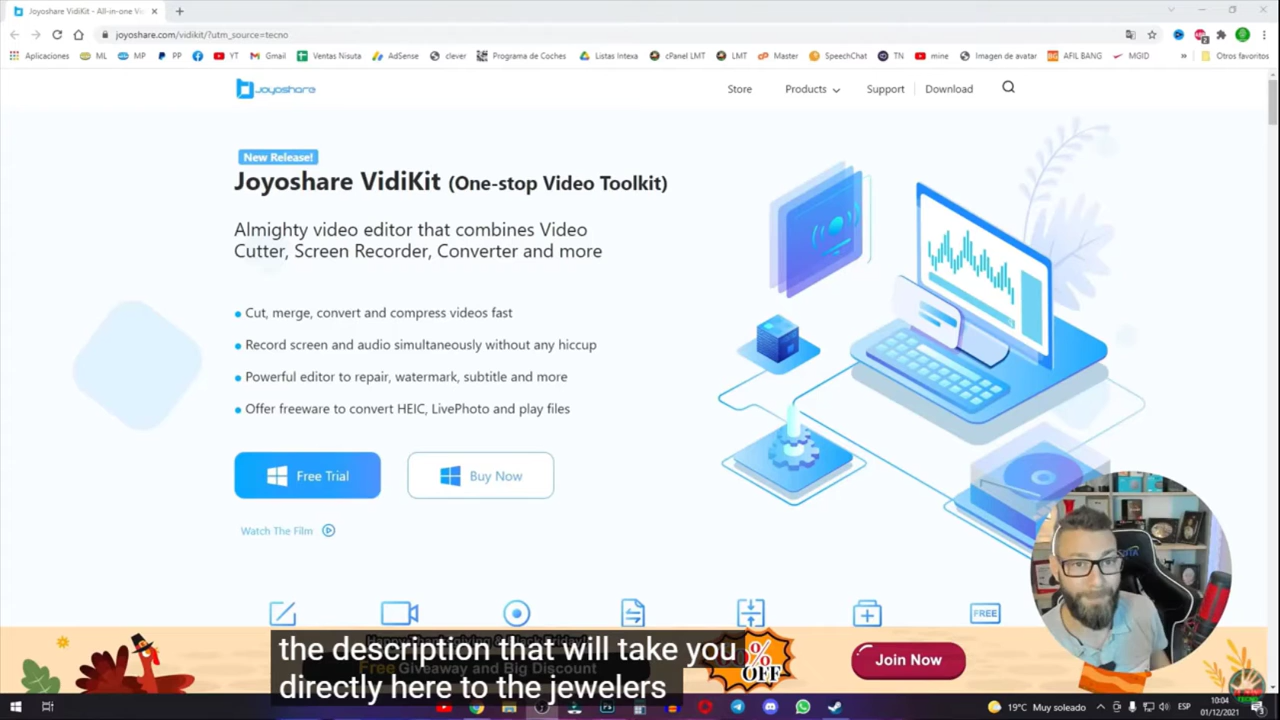 Joyoshare VidiKit - All-in-one Vi
joyoshare.com/vidikit/?utm_source=tecno
Aplicaciones ML MP PP YT Gmail Ventas Nisuta AdSense clever Programa de Coches Listas Intexa cPanel LMT LMT Master SpeechChat TN mine Imagen de avatar AFIL BANG MGID » Otros favoritos
Joyoshare Store Products Support Download
New Release!
Joyoshare VidiKit (One-stop Video Toolkit)
Almighty video editor that combines Video
Cutter, Screen Recorder, Converter and more
Cut, merge, convert and compress videos fast
Record screen and audio simultaneously without any hiccup
Powerful editor to repair, watermark, subtitle and more
Offer freeware to convert HEIC, LivePhoto and play files
Free Trial Buy Now
Watch The Film
FREE
the description that will take you
Free Giveaway and Big Discount
% OFF
Join Now
directly here to the jewelers
19°C Muy soleado ESP 10:04
01/12/2021